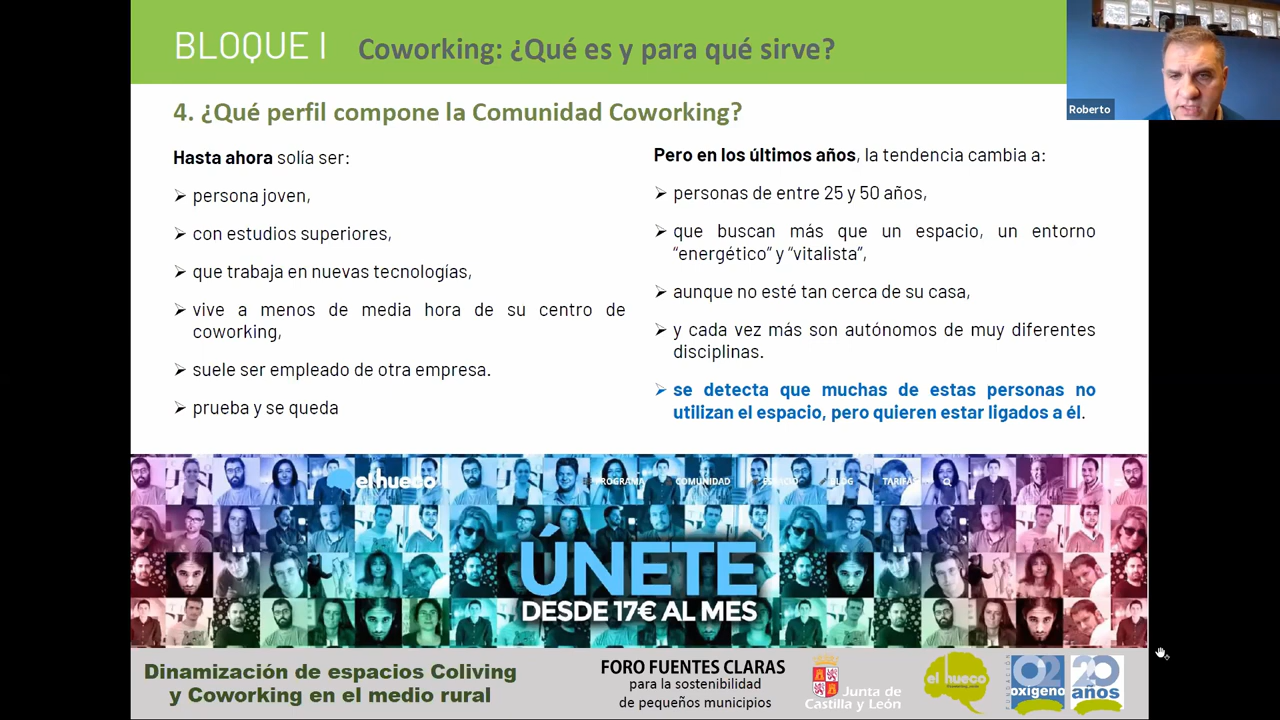 BLOQUE I
Coworking: ¿Qué es y para qué sirve?
Roberto
4. ¿Qué perfil compone la Comunidad Coworking?
Hasta ahora solía ser:
persona joven,
con estudios superiores,
que trabaja en nuevas tecnologías,
vive a menos de media hora de su centro de
coworking,
suele ser empleado de otra empresa.
prueba y se queda
Pero en los últimos años, la tendencia cambia a:
personas de entre 25 y 50 años,
que buscan más que un espacio, un entorno
“energético” y “vitalista”,
aunque no esté tan cerca de su casa,
y cada vez más son autónomos de muy diferentes
disciplinas.
se detecta que muchas de estas personas no
utilizan el espacio, pero quieren estar ligados a él.
el hueco
PROGRAMA
COMUNIDAD
ESPACIO
BLOG
TARIFAS
ÚNETE
DESDE 17€ AL MES
Dinamización de espacios Coliving
y Coworking en el medio rural
FORO FUENTES CLARAS
para la sostenibilidad
de pequeños municipios
Junta de
Castilla y León
el hueco
FUNDACIÓN
O2
oxígeno
20
años